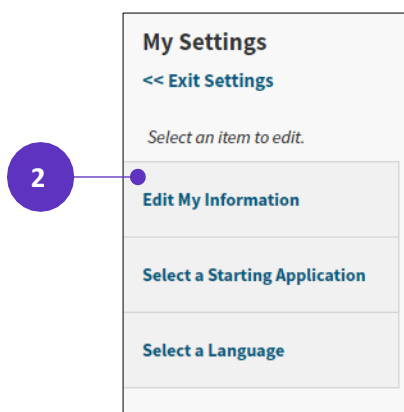 My Settings
<< Exit Settings
Select an item to edit.
2
Edit My Information
Select a Starting Application
Select a Language